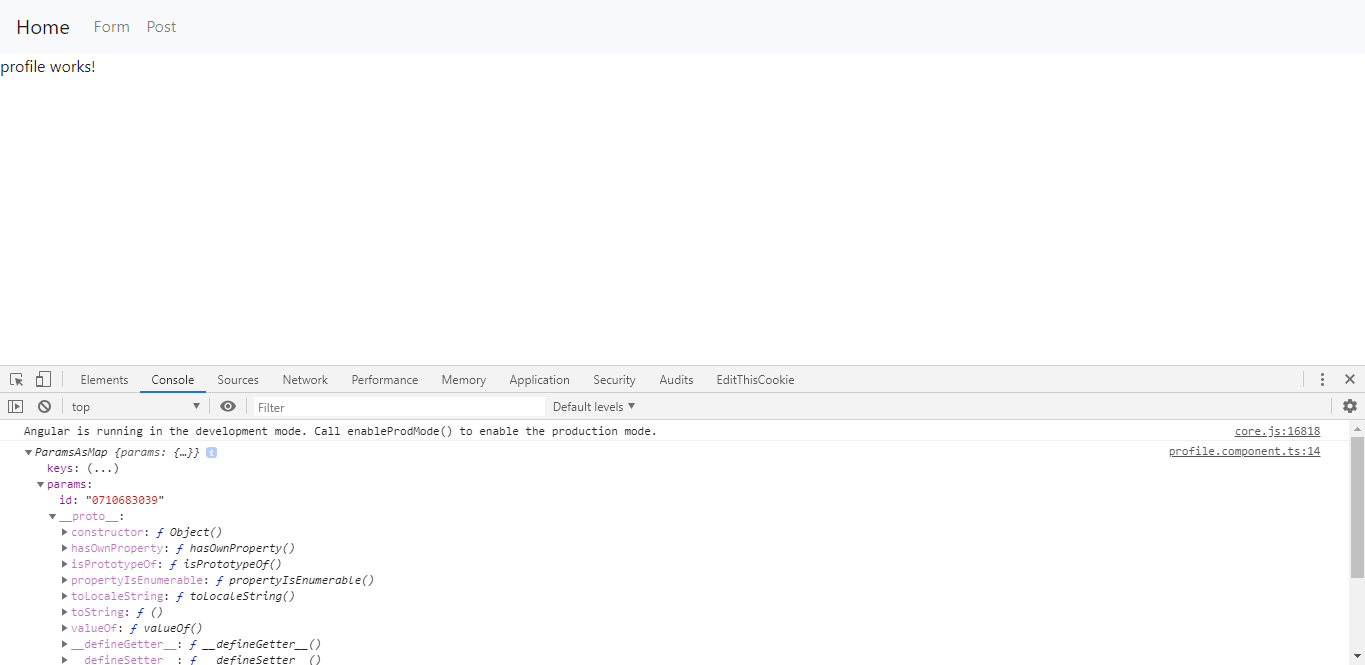 Home Form Post
profile works!
Elements Console Sources Network Performance Memory Application Security Audits EditThisCookie
top Filter Default levels
Angular is running in the development mode. Call enableProdMode() to enable the production mode. core.js:16818
ParamsAsMap {params: {…}} i profile.component.ts:14
keys: (...)
params:
id: "0710683039"
__proto__:
constructor: ƒ Object()
hasOwnProperty: ƒ hasOwnProperty()
isPrototypeOf: ƒ isPrototypeOf()
propertyIsEnumerable: ƒ propertyIsEnumerable()
toLocaleString: ƒ toLocaleString()
toString: ƒ ()
valueOf: ƒ valueOf()
__defineGetter__: ƒ __defineGetter__()
__defineSetter__: ƒ __defineSetter__()